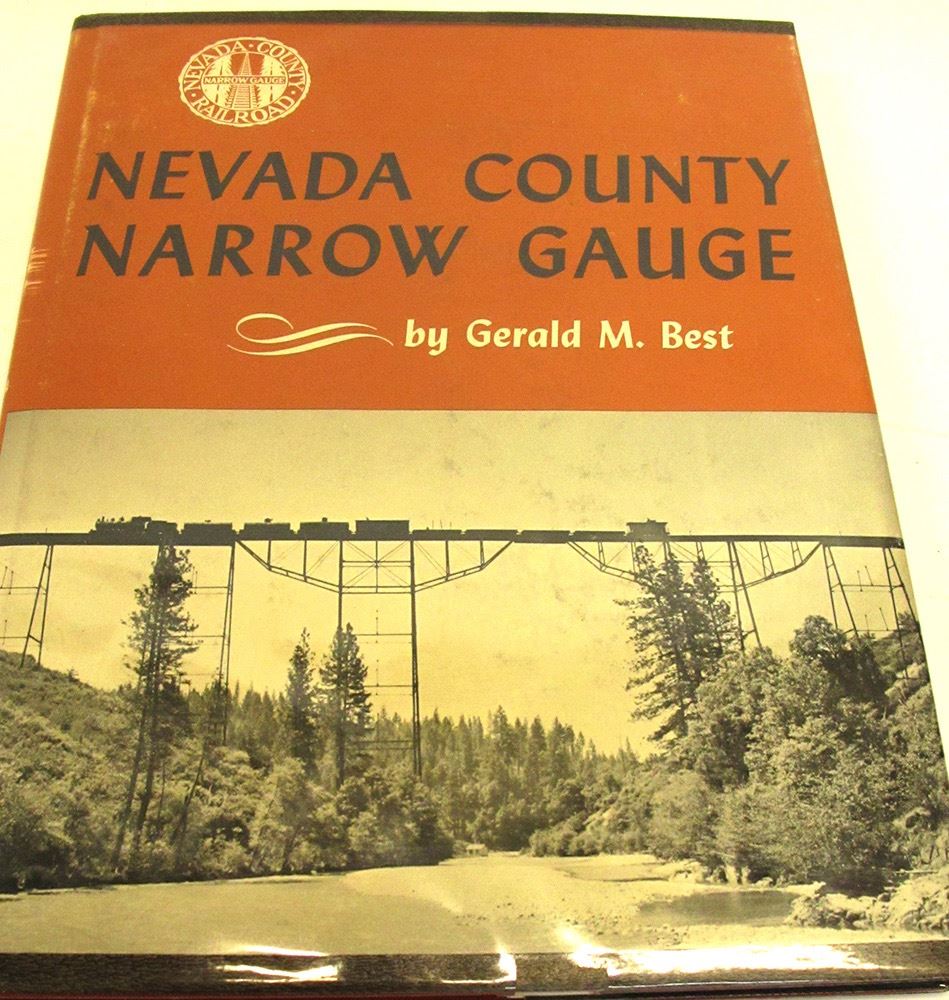 NEVADA · COUNTY
NARROW GAUGE
· RAILROAD ·
NEVADA COUNTY
NARROW GAUGE
by Gerald M. Best